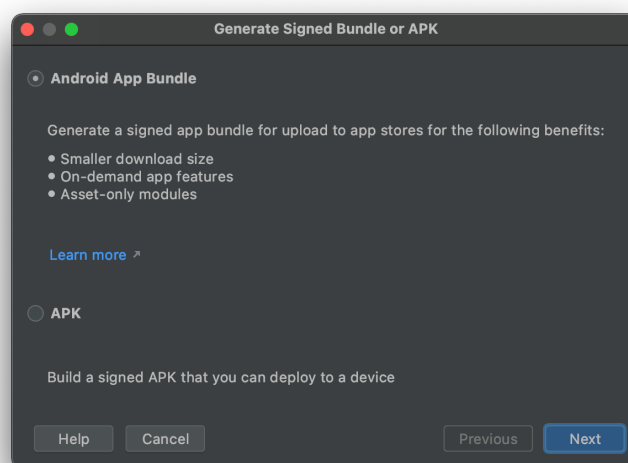 Generate Signed Bundle or APK
Android App Bundle
Generate a signed app bundle for upload to app stores for the following benefits:
• Smaller download size
• On-demand app features
• Asset-only modules
Learn more ↗
APK
Build a signed APK that you can deploy to a device
Help Cancel Previous Next